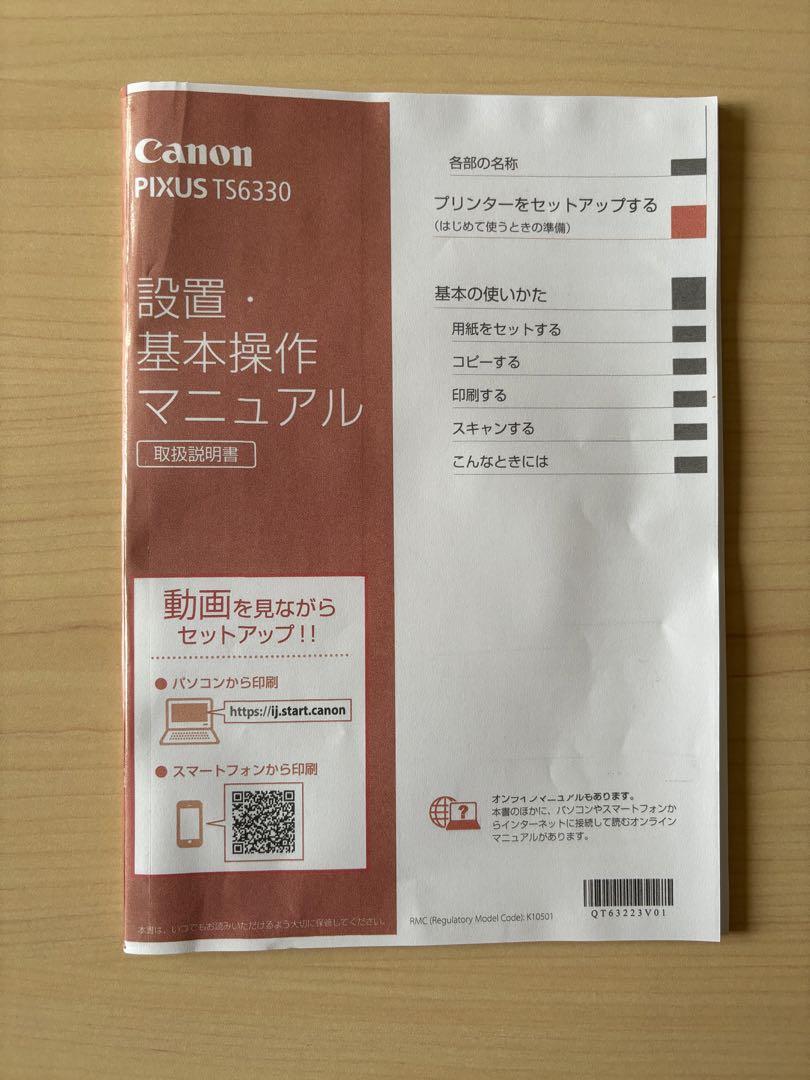 Canon
PIXUS TS6330
設置・
基本操作
マニュアル
取扱説明書
動画を見ながら
セットアップ!!
● パソコンから印刷
https://ij.start.canon
● スマートフォンから印刷
本書は、いつでもお読みいただけるよう大切に保管してください。
各部の名称
プリンターをセットアップする
(はじめて使うときの準備)
基本の使いかた
用紙をセットする
コピーする
印刷する
スキャンする
こんなときには
?
オンラインマニュアルもあります。
本書のほかに、パソコンやスマートフォンか
らインターネットに接続して読むオンライン
マニュアルがあります。
RMC (Regulatory Model Code): K10501
QT63223V01